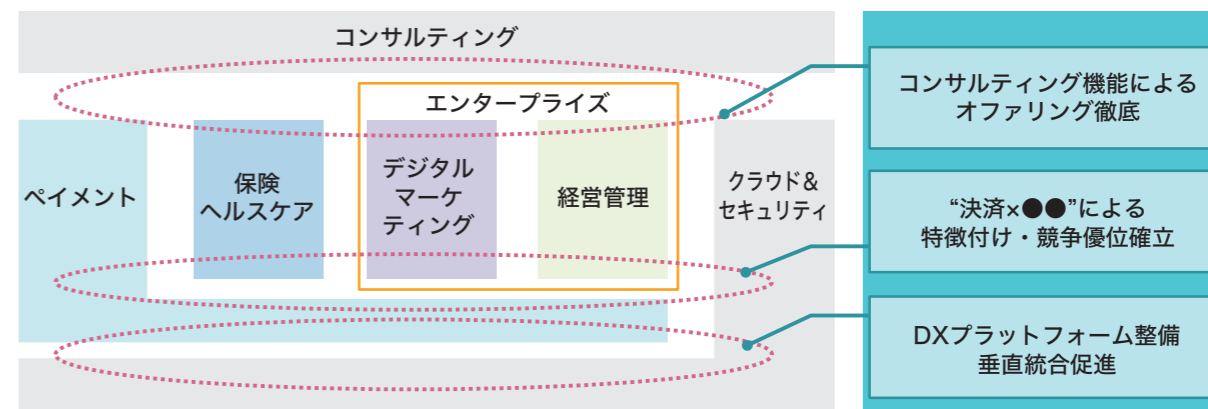 コンサルティング
エンタープライズ
ペイメント
保険
ヘルスケア
デジタル
マーケ
ティング
経営管理
クラウド&
セキュリティ
コンサルティング機能による
オファリング徹底
“決済×●●”による
特徴付け・競争優位確立
DXプラットフォーム整備
垂直統合促進